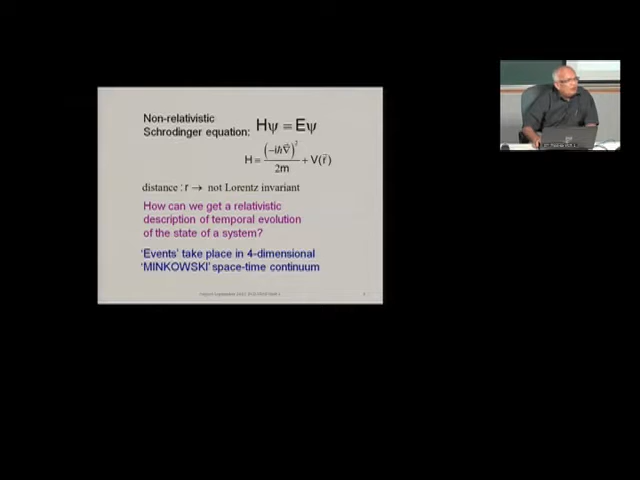 Non-relativistic
Schrodinger equation: Hψ = Eψ
H = (-iħ∇⃗)² / 2m + V(r⃗)
distance : r → not Lorentz invariant
How can we get a relativistic
description of temporal evolution
of the state of a system?
‘Events’ take place in 4-dimensional
‘MINKOWSKI’ space-time continuum